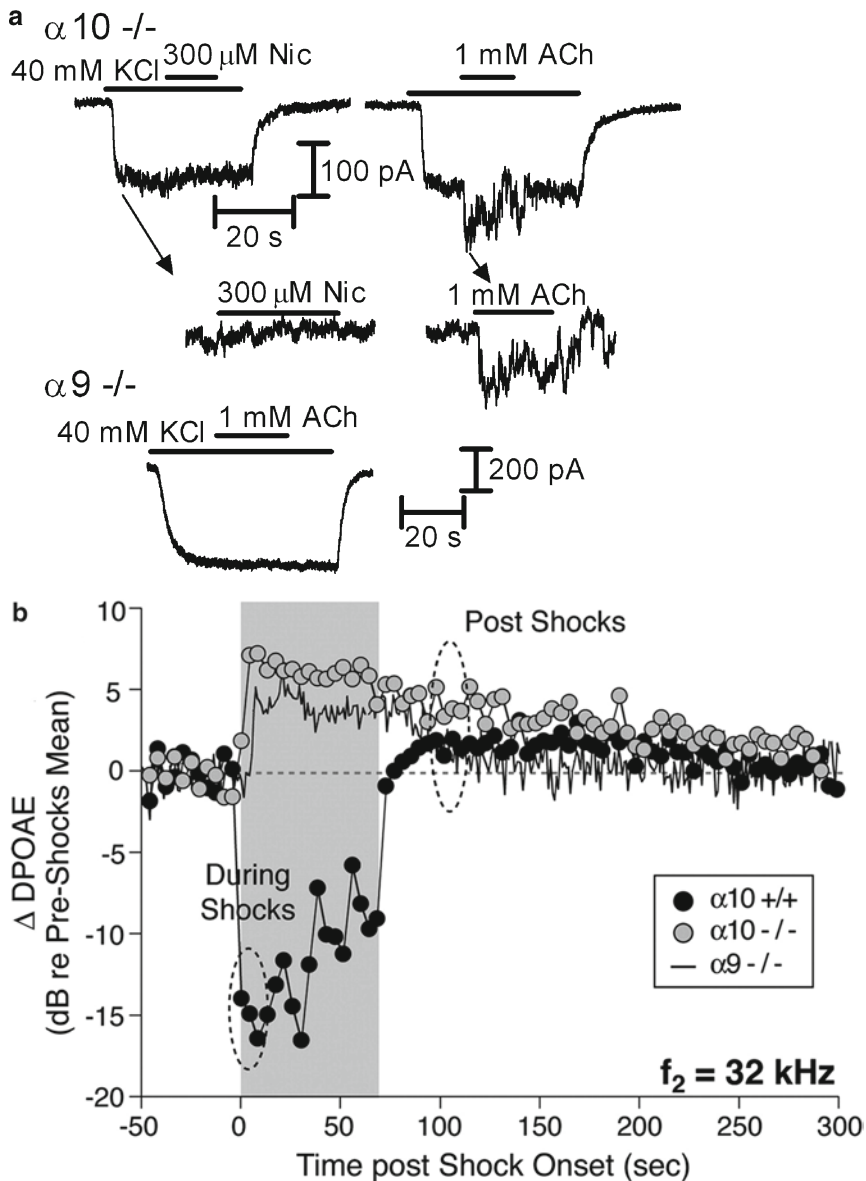 a
α10 -/-
300 μM Nic
1 mM ACh
40 mM KCl
100 pA
20 s
300 μM Nic
1 mM ACh
α9 -/-
1 mM ACh
40 mM KCl
200 pA
20 s
b
10
5
0
-5
-10
-15
-20
Δ DPOAE
(dB re Pre-Shocks Mean)
Post Shocks
During
Shocks
α10 +/+
α10 -/-
α9 -/-
f2 = 32 kHz
-50 0 50 100 150 200 250 300
Time post Shock Onset (sec)